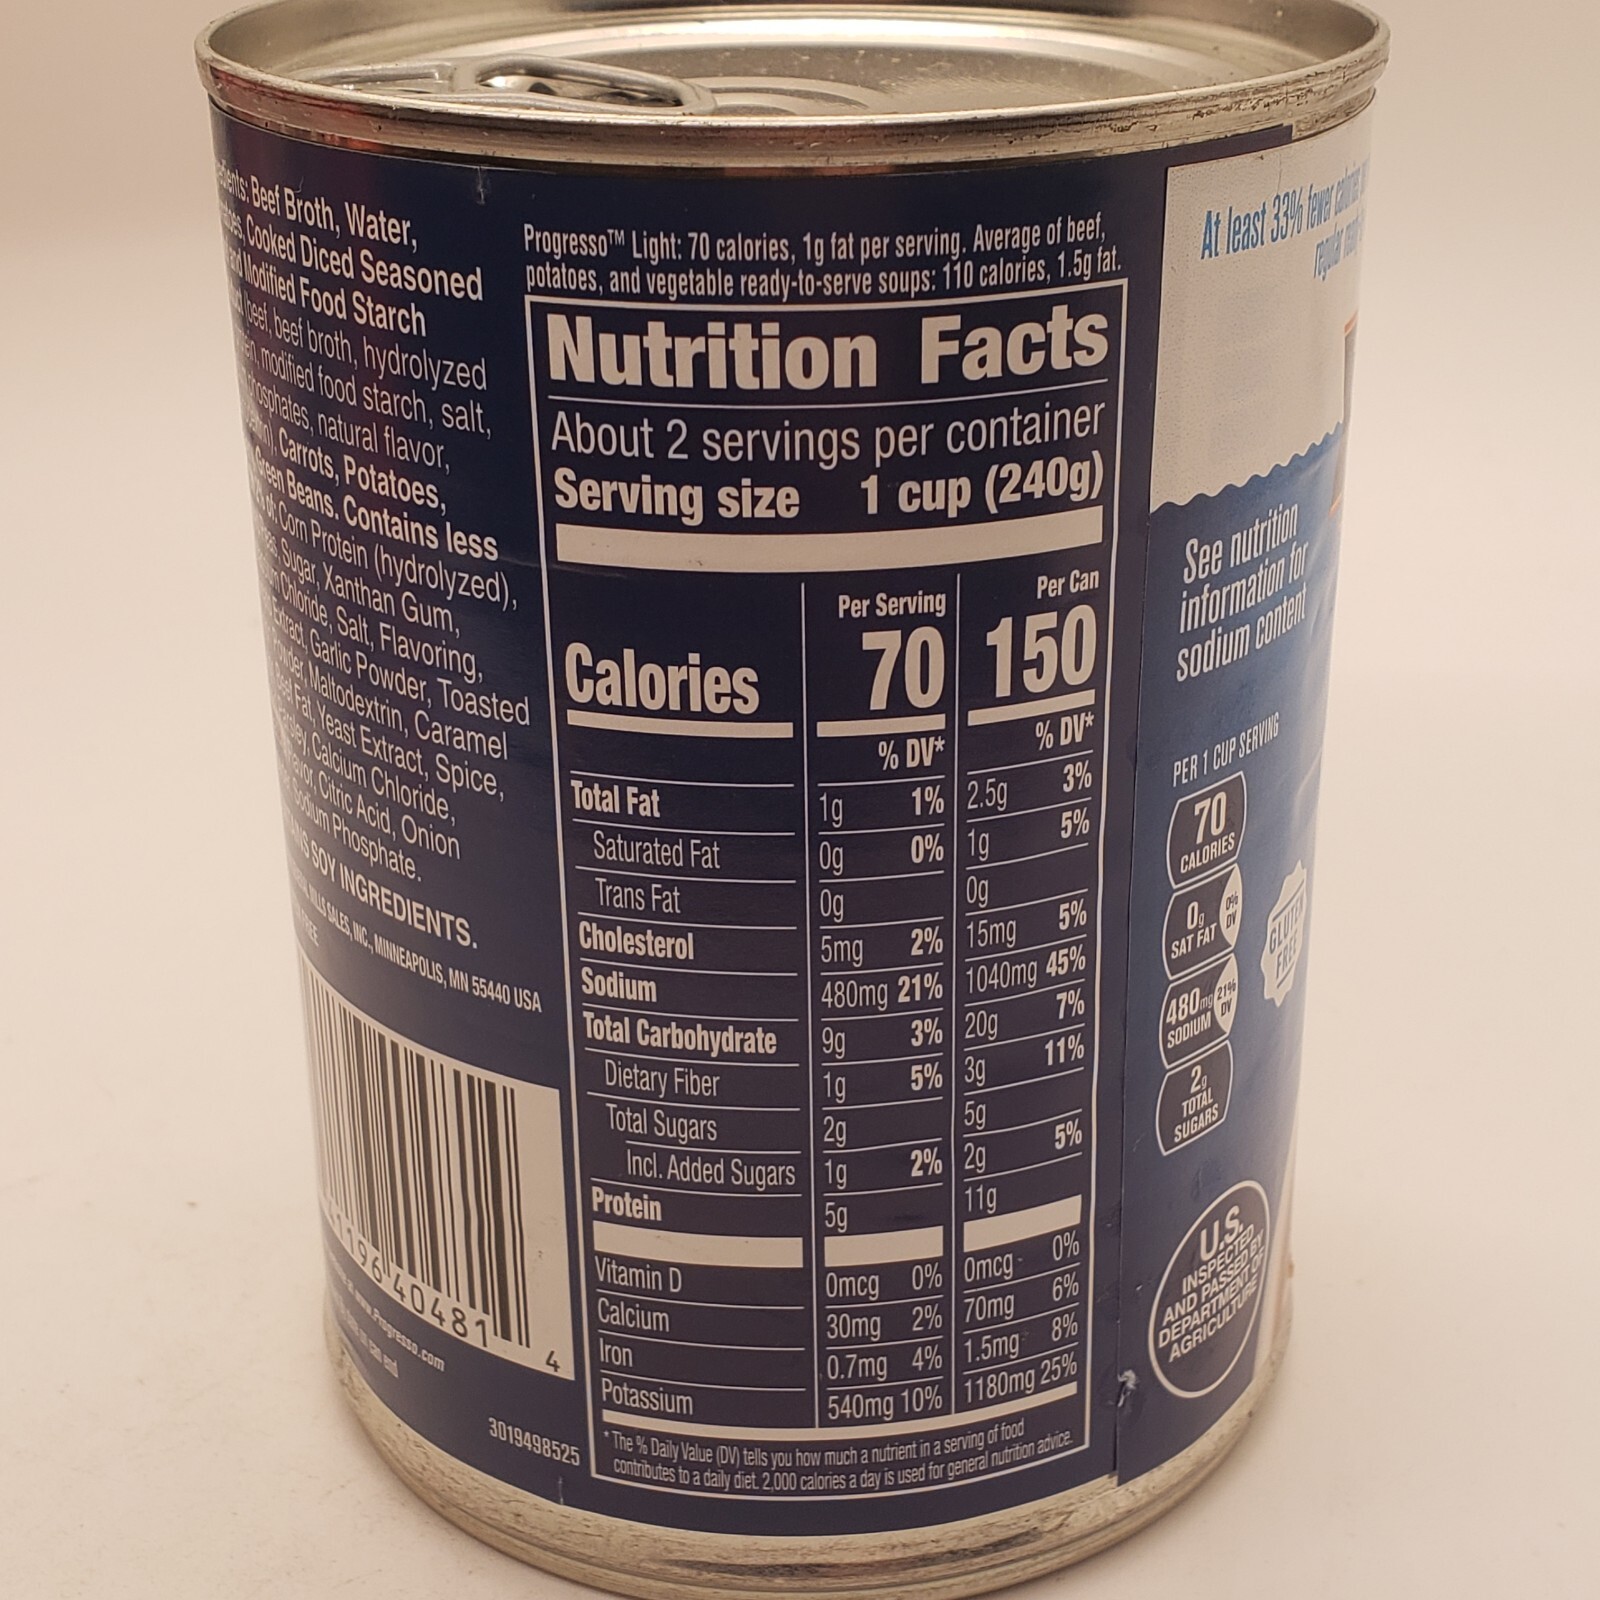 Beef Broth, Water,
Cooked Diced Seasoned
Modified Food Starch
beef, beef broth, hydrolyzed
modified food starch, salt,
phosphates, natural flavor,
Carrots, Potatoes,
Green Beans. Contains less
of: Corn Protein (hydrolyzed),
Sugar, Xanthan Gum,
Chloride, Salt, Flavoring,
Extract, Garlic Powder, Toasted
Powder, Maltodextrin, Caramel
Beef Fat, Yeast Extract, Spice,
Calcium Chloride,
Citric Acid, Onion
Sodium Phosphate.
SOY INGREDIENTS.
MILLS SALES, INC., MINNEAPOLIS, MN 55440 USA
FREE
196 40481 4
www.Progresso.com
3019498525
Progresso™ Light: 70 calories, 1g fat per serving. Average of beef,
potatoes, and vegetable ready-to-serve soups: 110 calories, 1.5g fat.
Nutrition Facts
About 2 servings per container
Serving size 1 cup (240g)
Per Serving Per Can
Calories 70 150
% DV* % DV*
Total Fat 1g 1% 2.5g 3%
Saturated Fat 0g 0% 1g 5%
Trans Fat 0g 0g
Cholesterol 5mg 2% 15mg 5%
Sodium 480mg 21% 1040mg 45%
Total Carbohydrate 9g 3% 20g 7%
Dietary Fiber 1g 5% 3g 11%
Total Sugars 2g 5g
Incl. Added Sugars 1g 2% 2g 5%
Protein 5g 11g
Vitamin D 0mcg 0% 0mcg 0%
Calcium 30mg 2% 70mg 6%
Iron 0.7mg 4% 1.5mg 8%
Potassium 540mg 10% 1180mg 25%
* The % Daily Value (DV) tells you how much a nutrient in a serving of food
contributes to a daily diet. 2,000 calories a day is used for general nutrition advice.
At least 33% fewer
regular
See nutrition
information for
sodium content
PER 1 CUP SERVING
70
CALORIES
0g
SAT FAT
0%
DV
480mg
SODIUM
21%
DV
2g
TOTAL
SUGARS
GLUTEN
FREE
U.S.
INSPECTED
AND PASSED BY
DEPARTMENT OF
AGRICULTURE